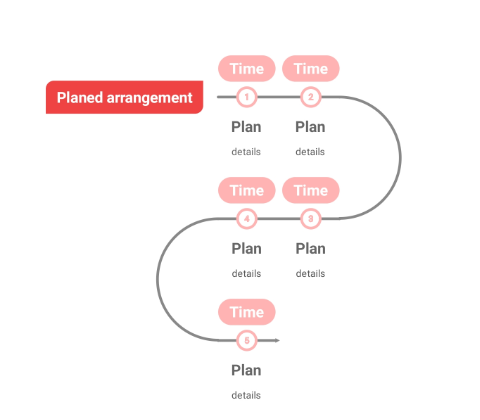 Time Time
Planed arrangement
1 2
Plan Plan
details details
Time Time
4 3
Plan Plan
details details
Time
5
Plan
details